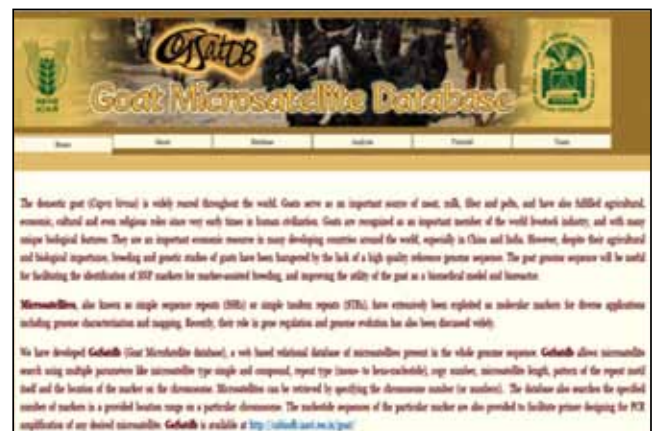 GoSatDB
Goat Microsatellite Database
ICAR
Home About Database Analysis Tutorial Team
The domestic goat (Capra hircus) is widely reared throughout the world. Goats serve as an important source of meat, milk, fiber and pelts, and have also fulfilled agricultural,
economic, cultural and even religious roles since very early times in human civilization. Goats are recognized as an important member of the world livestock industry, and with many
unique biological features. They are an important economic resource in many developing countries around the world, especially in China and India. However, despite their agricultural
and biological importance, breeding and genetic studies of goats have been hampered by the lack of a high quality reference genome sequence. The goat genome sequence will be useful
for facilitating the identification of SNP markers for marker-assisted breeding, and improving the utility of the goat as a biomedical model and bioreactor.
Microsatellites, also known as simple sequence repeats (SSRs) or simple tandem repeats (STRs), have extensively been exploited as molecular markers for diverse applications
including genome characterization and mapping. Recently, their role in gene regulation and genome evolution has also been discussed widely.
We have developed GoSatdb (Goat MicroSatellite database), a web based relational database of microsatellites present in the whole genome sequence. GoSatdb allows microsatellite
search using multiple parameters like microsatellite type simple and compound, repeat type (mono- to hexa-nucleotide), copy number, microsatellite length, pattern of the repeat motif
itself and the location of the marker on the chromosome. Microsatellites can be retrieved by specifying the chromosome number (or numbers). The database also searches the specified
number of markers in a provided location range on a particular chromosome. The nucleotide sequences of the particular marker are also provided to facilitate primer designing for PCR
amplification of any desired microsatellite. GoSatdb is available at